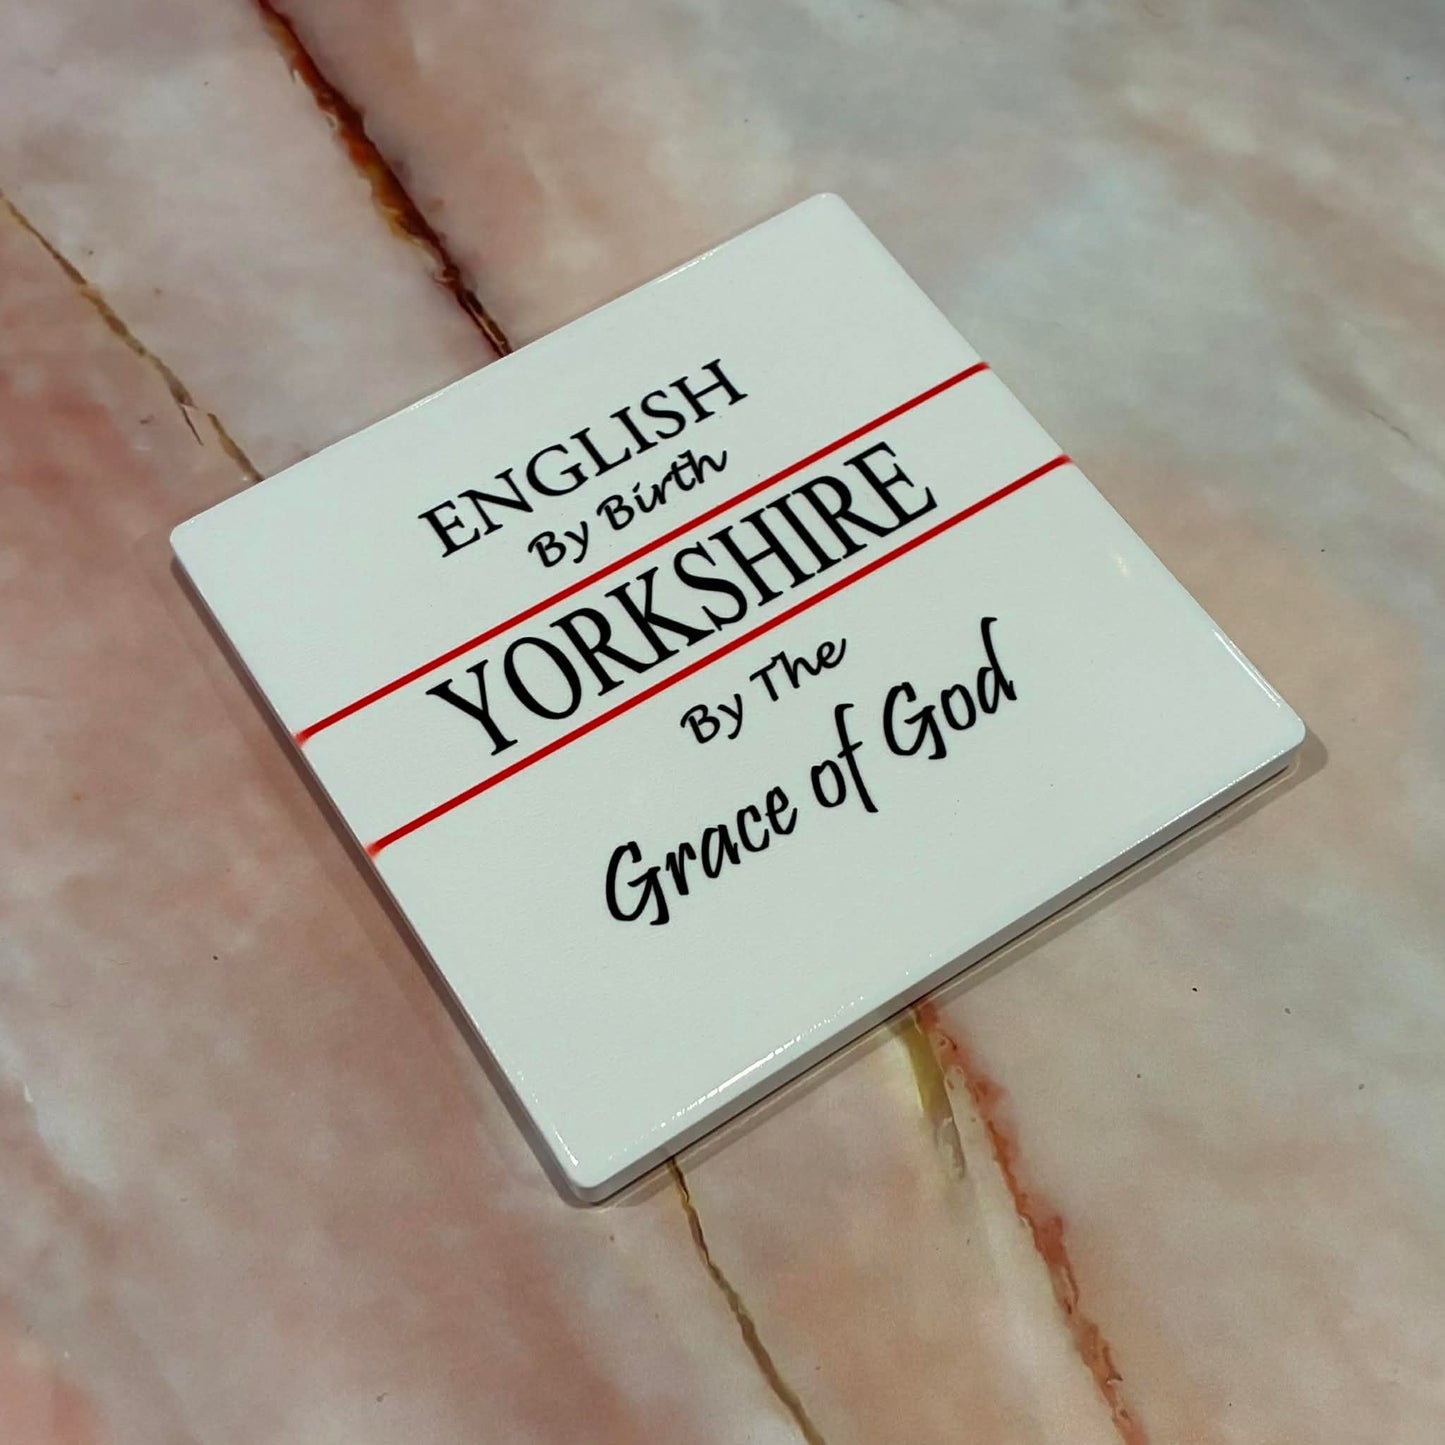 ENGLISH
By Birth
YORKSHIRE
By The
Grace of God